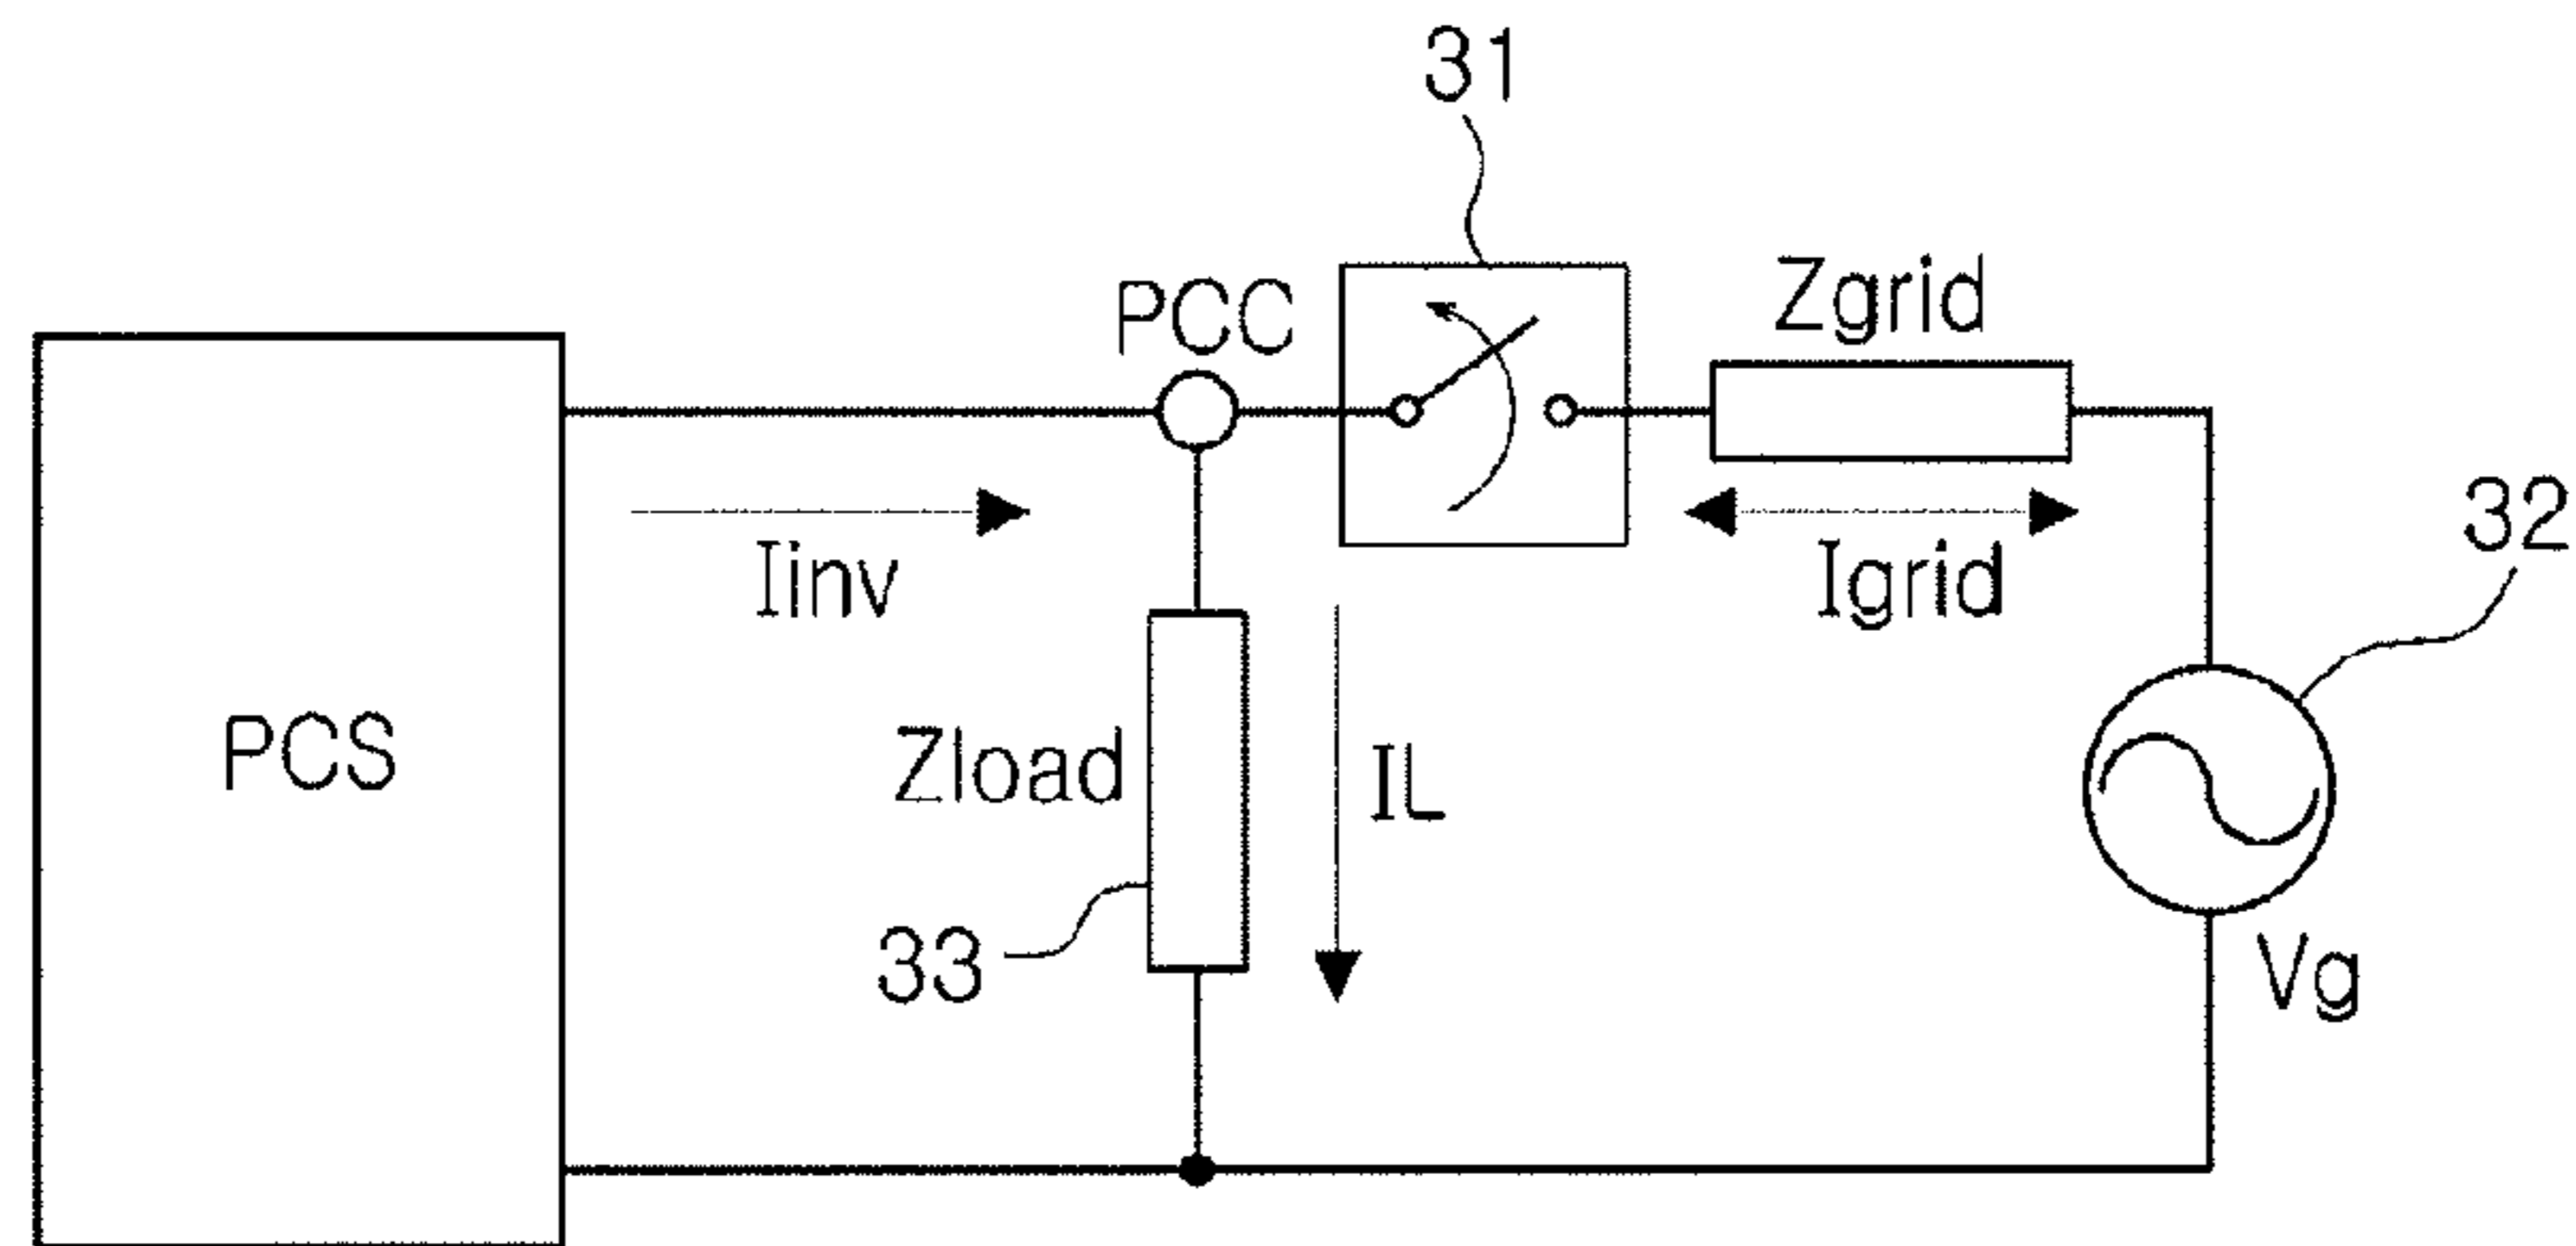 31
PCC
Zgrid
Igrid
32
Iinv
PCS
Zload
IL
33
Vg